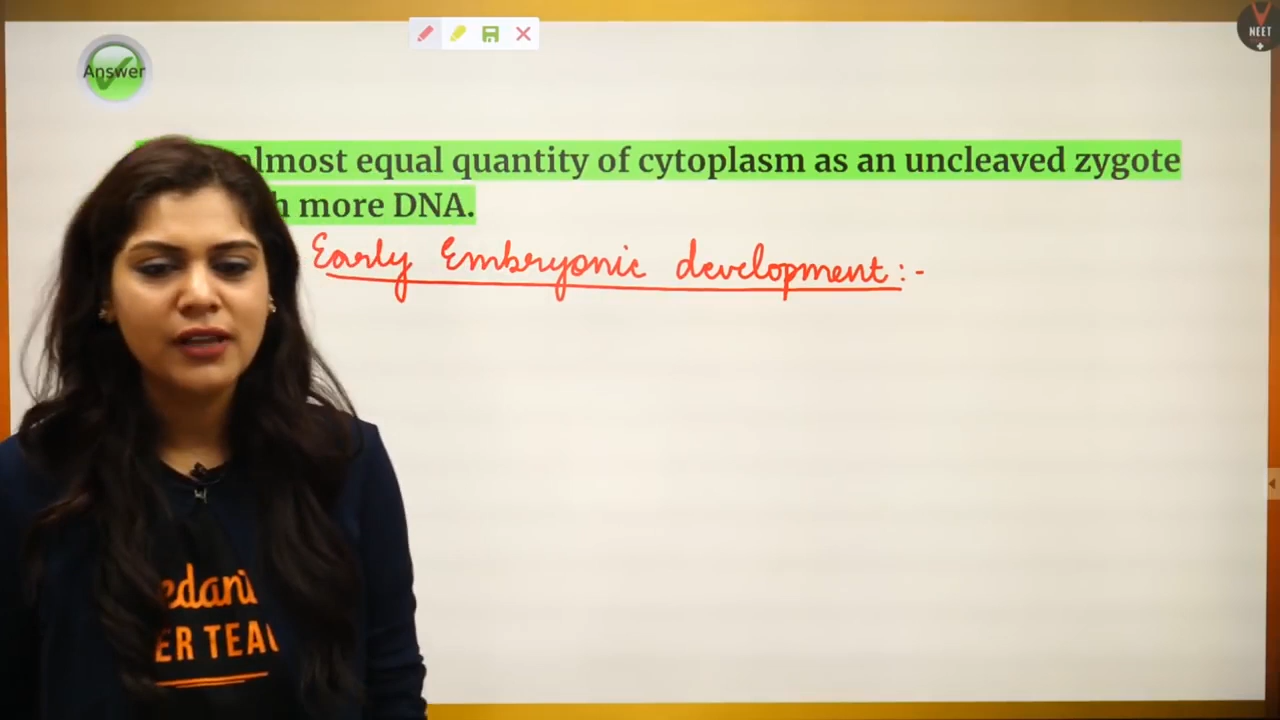 Answer
NEET
almost equal quantity of cytoplasm as an uncleaved zygote
more DNA.
Early Embryonic development :-